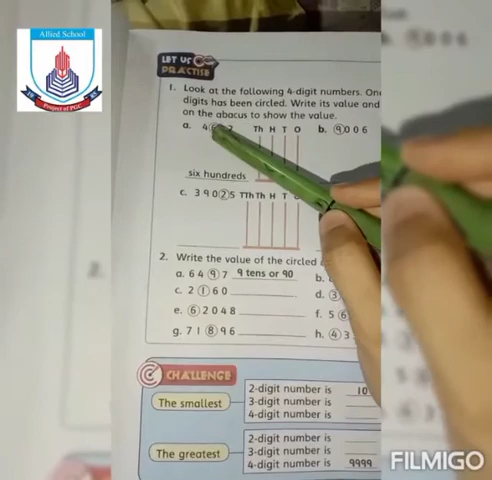 Allied School
Project of PGC
LET US
PRACTISE
1. Look at the following 4-digit numbers.
digits has been circled. Write its value and
on the abacus to show the value.
a. 4 Th H T O b. 9 0 0 6
six hundreds
c. 3 9 0 2 5 TTh Th H T
2. Write the value of the circled
a. 6 4 9 7 9 tens or 90 b.
c. 2 1 6 0 d. 3
e. 6 2 0 4 8 f. 5 6
g. 7 1 8 9 6 h. 4 3
CHALLENGE
The smallest
2-digit number is 10
3-digit number is
4-digit number is
The greatest
2-digit number is
3-digit number is
4-digit number is 9999
FILMIGO